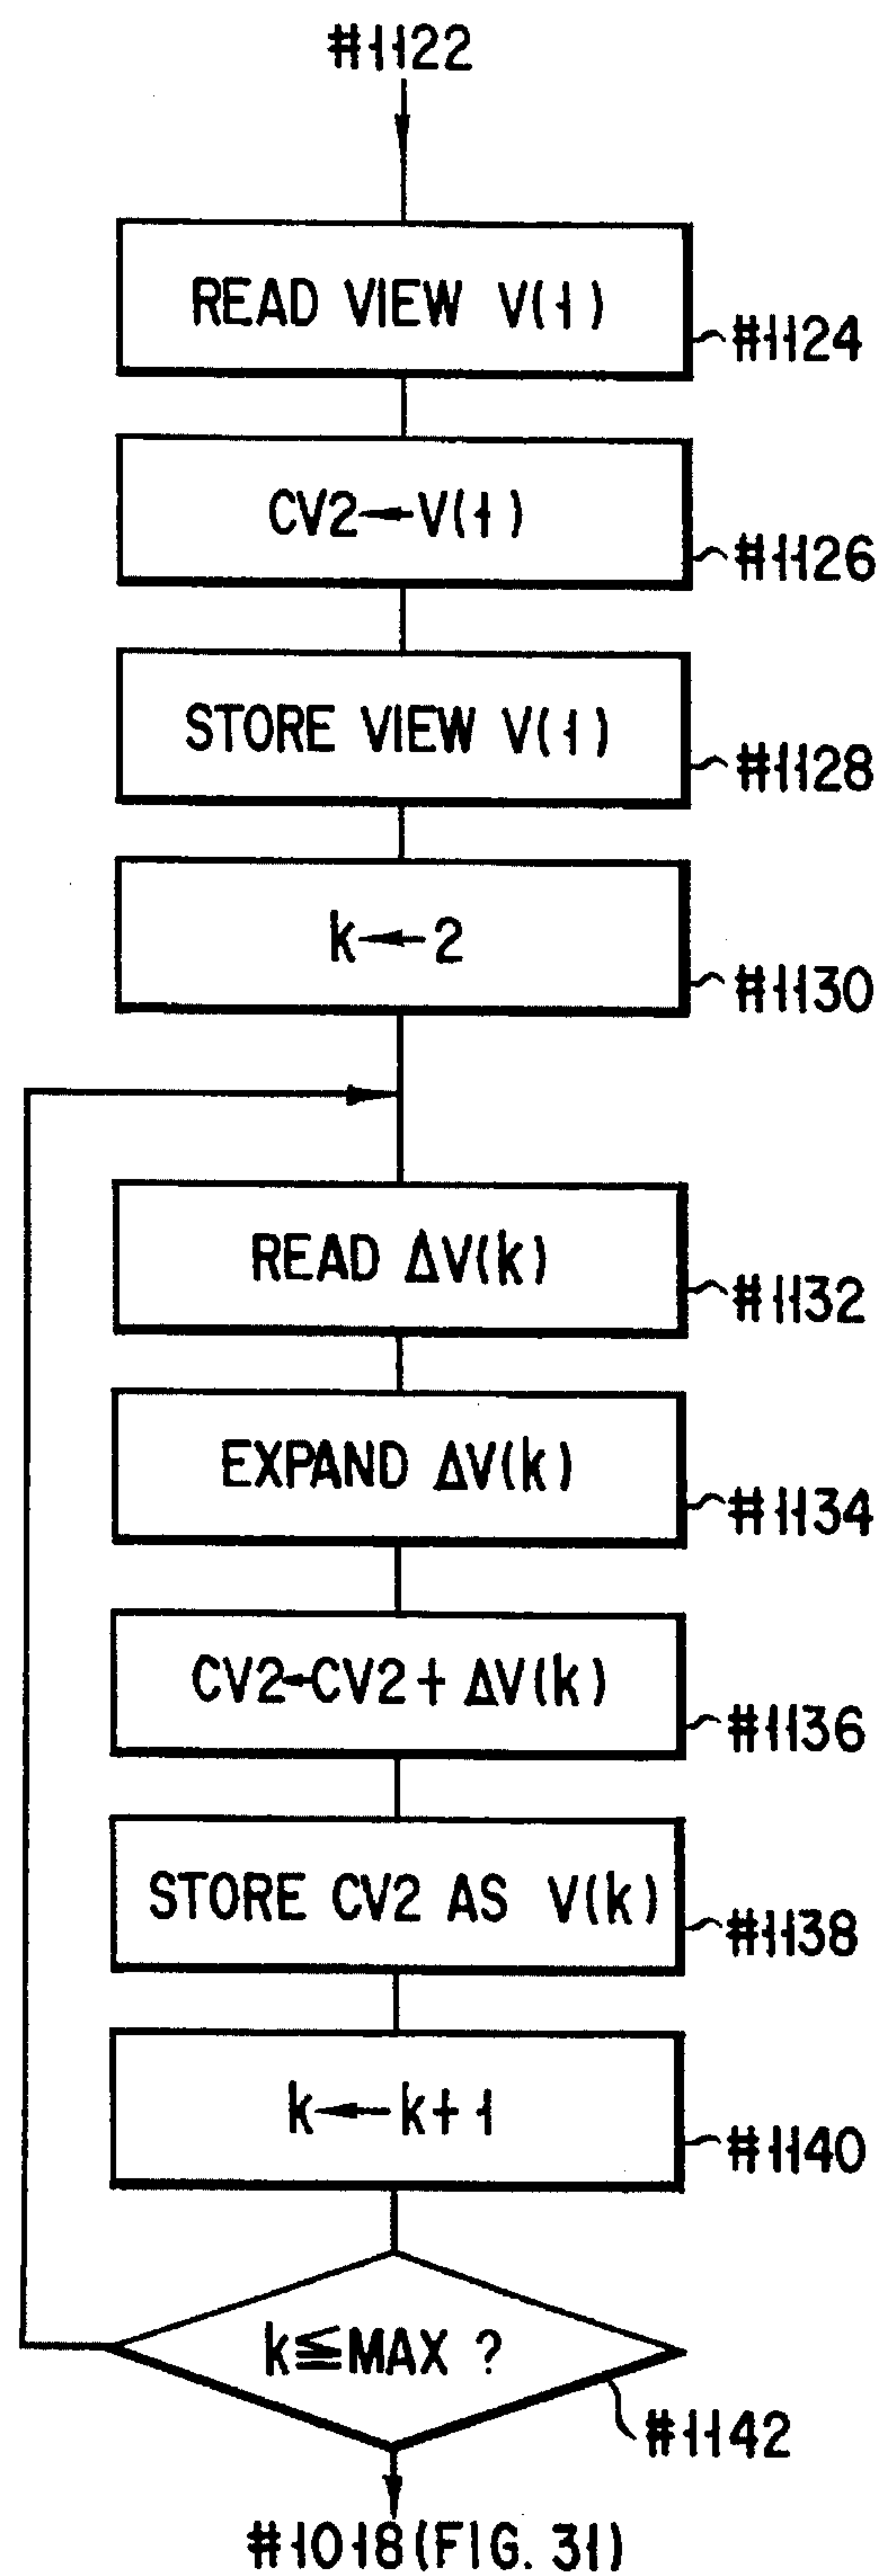 #1122
READ VIEW V(1)
#1124
CV2←V(1)
#1126
STORE VIEW V(1)
#1128
k←2
#1130
READ ΔV(k)
#1132
EXPAND ΔV(k)
#1134
CV2←CV2+ ΔV(k)
#1136
STORE CV2 AS V(k)
#1138
k←k+1
#1140
k≦MAX ?
#1142
#1018(FIG. 31)